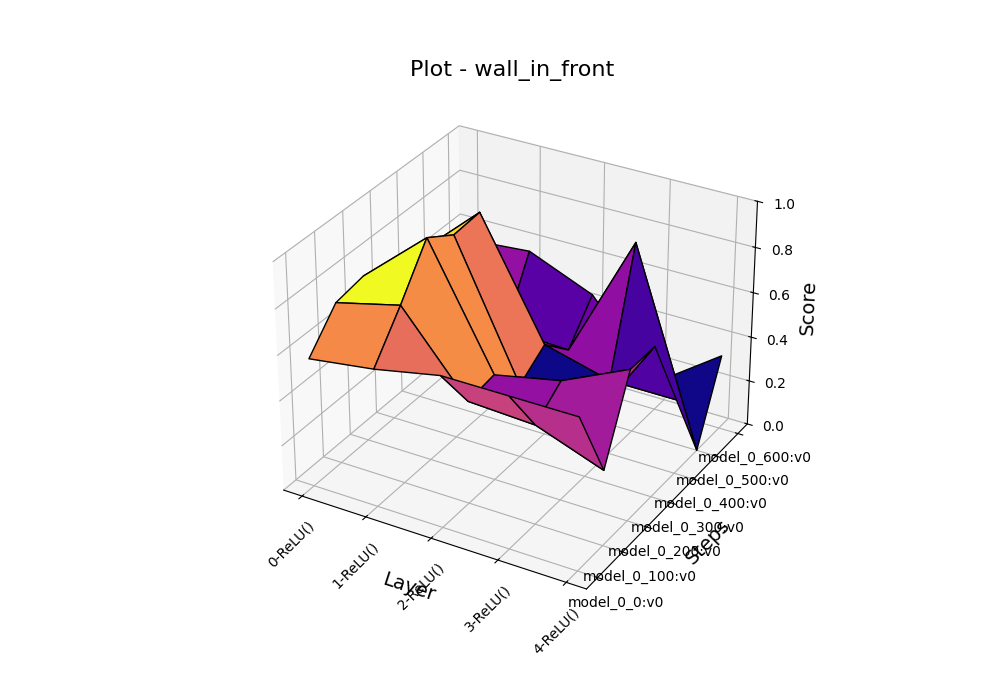 Plot - wall_in_front
1.0
0.8
0.6
0.4
0.2
0.0
Score
model_0_600:v0
model_0_500:v0
model_0_400:v0
model_0_300:v0
model_0_200:v0
model_0_100:v0
model_0_0:v0
Steps
0-ReLU()
1-ReLU()
2-ReLU()
3-ReLU()
4-ReLU()
Layer